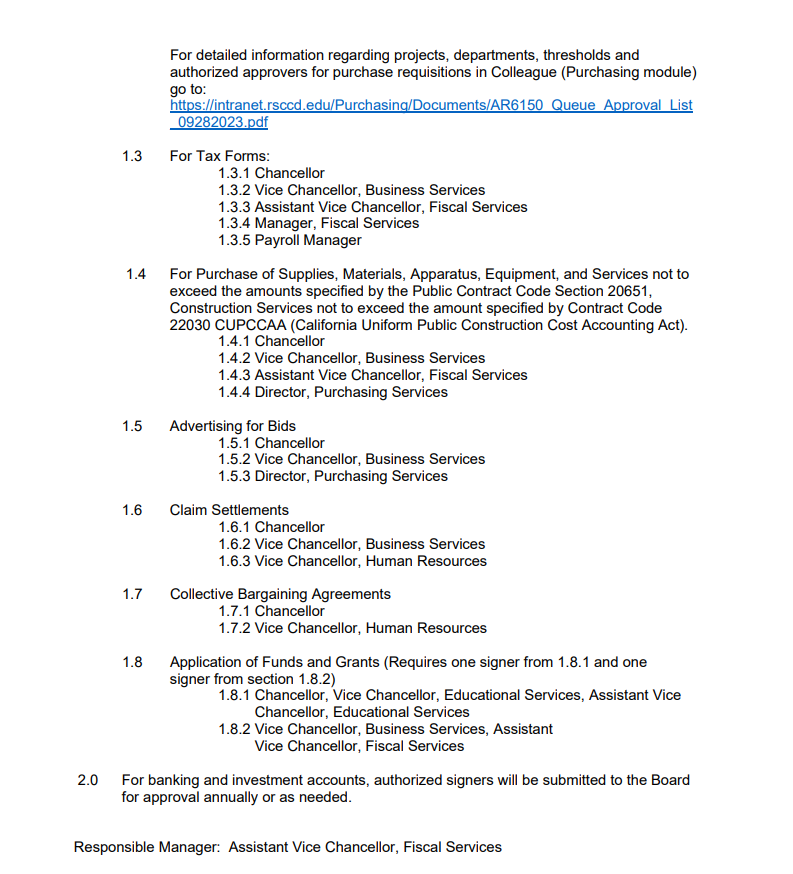 For detailed information regarding projects, departments, thresholds and
authorized approvers for purchase requisitions in Colleague (Purchasing module)
go to:
https://intranet.rsccd.edu/Purchasing/Documents/AR6150_Queue_Approval_List
_09282023.pdf
1.3 For Tax Forms:
1.3.1 Chancellor
1.3.2 Vice Chancellor, Business Services
1.3.3 Assistant Vice Chancellor, Fiscal Services
1.3.4 Manager, Fiscal Services
1.3.5 Payroll Manager
1.4 For Purchase of Supplies, Materials, Apparatus, Equipment, and Services not to
exceed the amounts specified by the Public Contract Code Section 20651,
Construction Services not to exceed the amount specified by Contract Code
22030 CUPCCAA (California Uniform Public Construction Cost Accounting Act).
1.4.1 Chancellor
1.4.2 Vice Chancellor, Business Services
1.4.3 Assistant Vice Chancellor, Fiscal Services
1.4.4 Director, Purchasing Services
1.5 Advertising for Bids
1.5.1 Chancellor
1.5.2 Vice Chancellor, Business Services
1.5.3 Director, Purchasing Services
1.6 Claim Settlements
1.6.1 Chancellor
1.6.2 Vice Chancellor, Business Services
1.6.3 Vice Chancellor, Human Resources
1.7 Collective Bargaining Agreements
1.7.1 Chancellor
1.7.2 Vice Chancellor, Human Resources
1.8 Application of Funds and Grants (Requires one signer from 1.8.1 and one
signer from section 1.8.2)
1.8.1 Chancellor, Vice Chancellor, Educational Services, Assistant Vice
Chancellor, Educational Services
1.8.2 Vice Chancellor, Business Services, Assistant
Vice Chancellor, Fiscal Services
2.0 For banking and investment accounts, authorized signers will be submitted to the Board
for approval annually or as needed.
Responsible Manager: Assistant Vice Chancellor, Fiscal Services